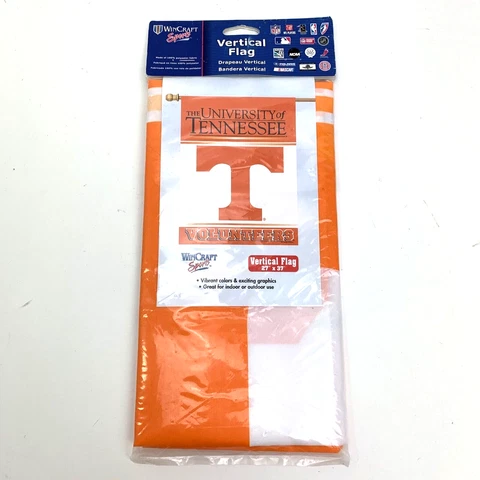 WINCRAFT
Sports
Vertical
Flag
Drapeau Vertical
Bandera Vertical
THE UNIVERSITY of
TENNESSEE
T
VOLUNTEERS
WINCRAFT
Sports
Vertical Flag
27" x 37"
• Vibrant colors & exciting graphics
• Great for indoor or outdoor use